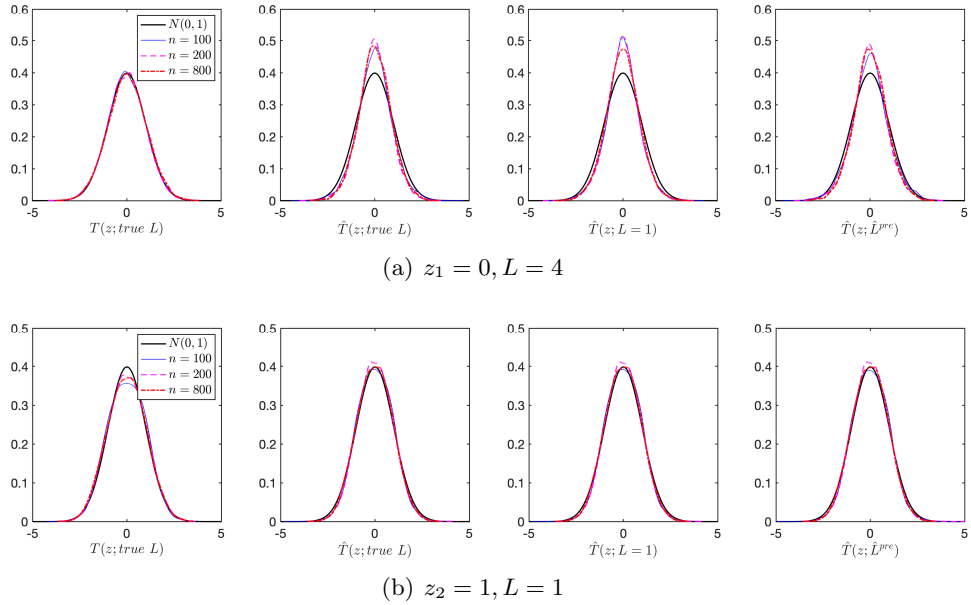 0.6 0.6 0.6 0.6
N(0,1)
n = 100
n = 200
n = 800
0.5 0.5 0.5 0.5
0.4 0.4 0.4 0.4
0.3 0.3 0.3 0.3
0.2 0.2 0.2 0.2
0.1 0.1 0.1 0.1
0 0 0 0
-5 0 5 -5 0 5 -5 0 5 -5 0 5
T(z; true L) T̂(z; true L) T̂(z; L = 1) T̂(z; L̂^{pre})
(a) z₁ = 0, L = 4
0.5 0.5 0.5 0.5
N(0,1)
n = 100
n = 200
n = 800
0.4 0.4 0.4 0.4
0.3 0.3 0.3 0.3
0.2 0.2 0.2 0.2
0.1 0.1 0.1 0.1
0 0 0 0
-5 0 5 -5 0 5 -5 0 5 -5 0 5
T(z; true L) T̂(z; true L) T̂(z; L = 1) T̂(z; L̂^{pre})
(b) z₂ = 1, L = 1